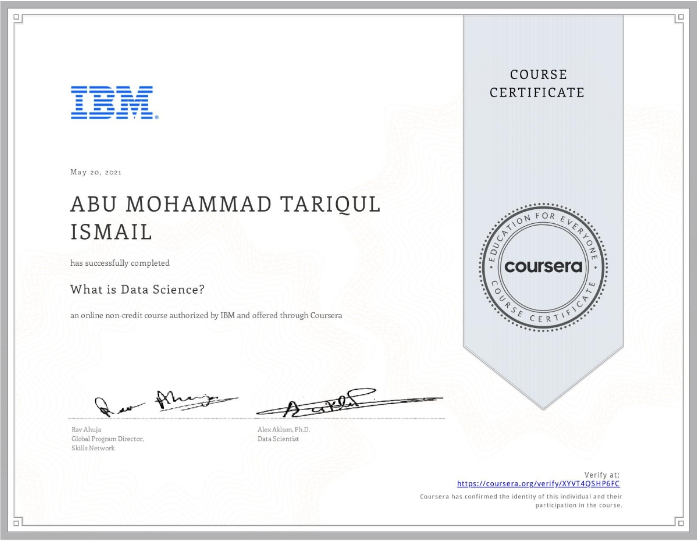 COURSE
CERTIFICATE
IBM®
May 20, 2021
ABU MOHAMMAD TARIQUL
ISMAIL
has successfully completed
What is Data Science?
an online non-credit course authorized by IBM and offered through Coursera
EDUCATION FOR EVERYONE
coursera
COURSE CERTIFICATE
Rav Ahuja
Global Program Director,
Skills Network
Alex Aklson, Ph.D.
Data Scientist
Verify at:
https://coursera.org/verify/XYVT4QSHP6FC
Coursera has confirmed the identity of this individual and their
participation in the course.